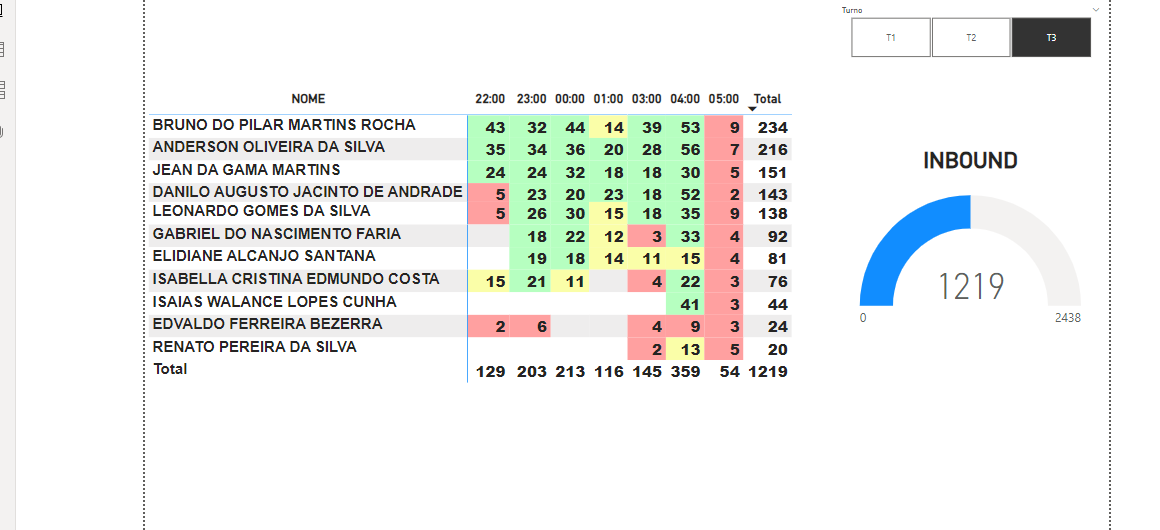 Turno
T1 T2 T3
NOME 22:00 23:00 00:00 01:00 03:00 04:00 05:00 Total
BRUNO DO PILAR MARTINS ROCHA 43 32 44 14 39 53 9 234
ANDERSON OLIVEIRA DA SILVA 35 34 36 20 28 56 7 216
JEAN DA GAMA MARTINS 24 24 32 18 18 30 5 151
DANILO AUGUSTO JACINTO DE ANDRADE 5 23 20 23 18 52 2 143
LEONARDO GOMES DA SILVA 5 26 30 15 18 35 9 138
GABRIEL DO NASCIMENTO FARIA 18 22 12 3 33 4 92
ELIDIANE ALCANJO SANTANA 19 18 14 11 15 4 81
ISABELLA CRISTINA EDMUNDO COSTA 15 21 11 4 22 3 76
ISAIAS WALANCE LOPES CUNHA 41 3 44
EDVALDO FERREIRA BEZERRA 2 6 4 9 3 24
RENATO PEREIRA DA SILVA 2 13 5 20
Total 129 203 213 116 145 359 54 1219
INBOUND
1219
0 2438